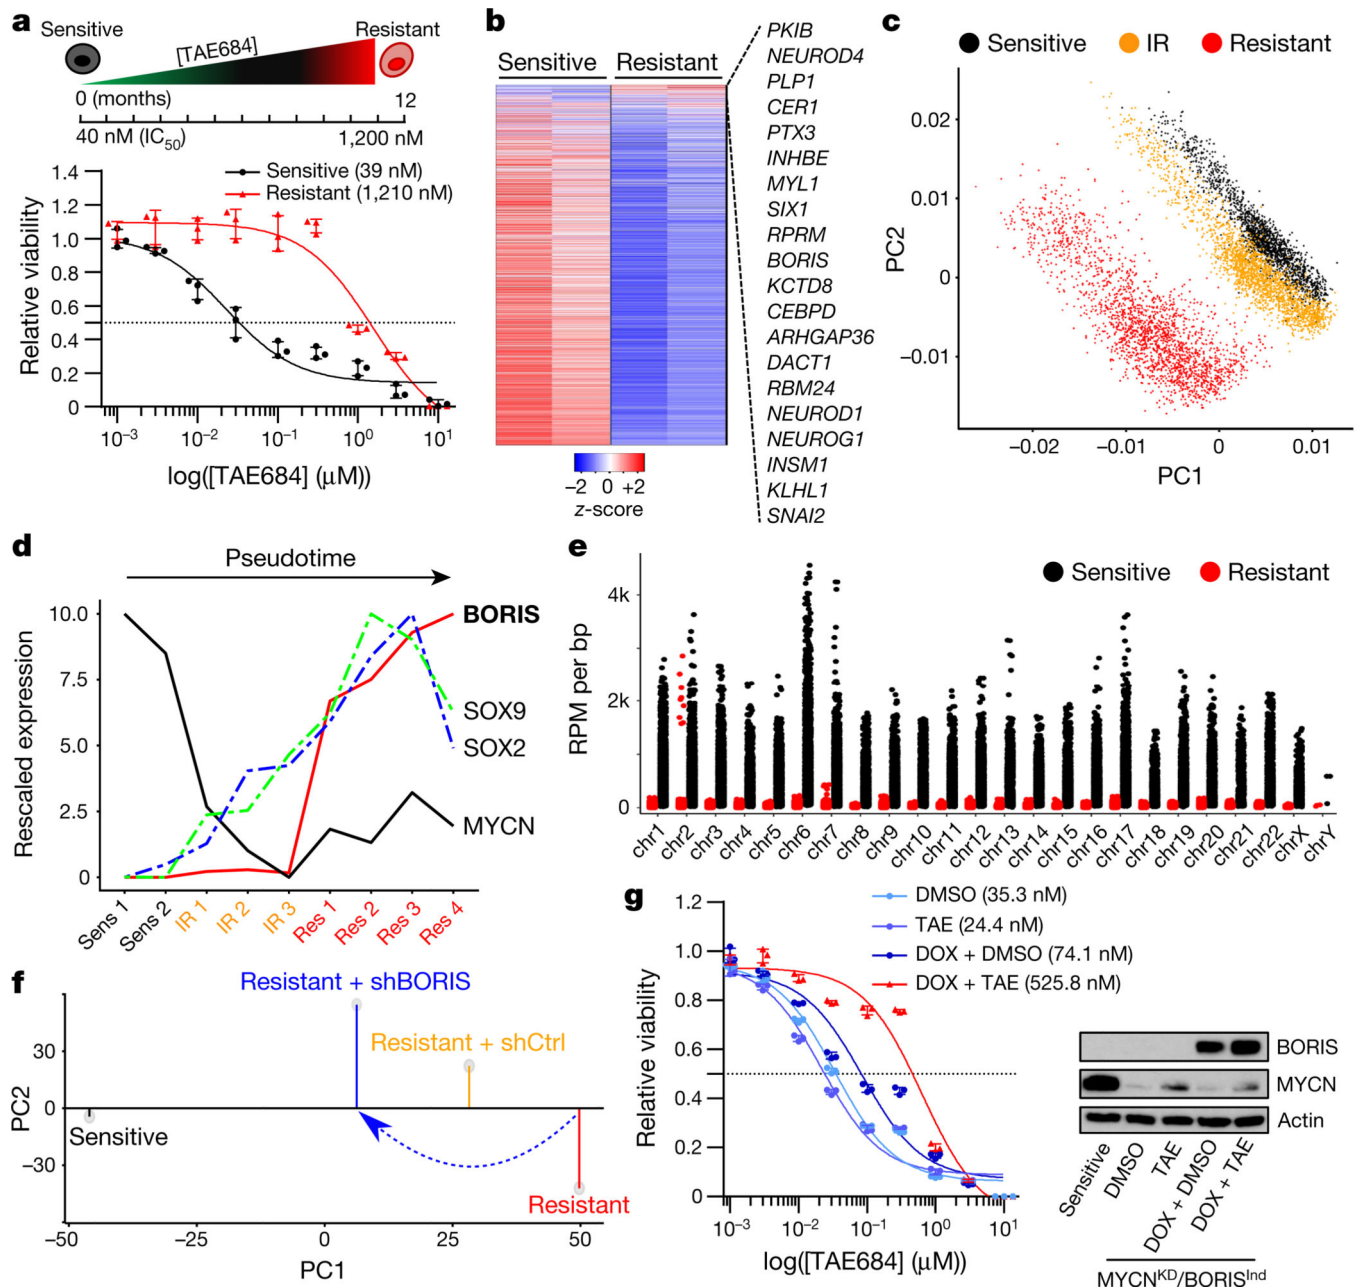 a
Sensitive
Resistant
[TAE684]
0 (months)
12
40 nM (IC50)
1,200 nM
Sensitive (39 nM)
Resistant (1,210 nM)
1.4
1.2
1.0
0.8
0.6
0.4
0.2
0
Relative viability
10−3 10−2 10−1 100 101
log([TAE684] (μM))
b
Sensitive Resistant
−2 0 +2
z-score
PKIB
NEUROD4
PLP1
CER1
PTX3
INHBE
MYL1
SIX1
RPRM
BORIS
KCTD8
CEBPD
ARHGAP36
DACT1
RBM24
NEUROD1
NEUROG1
INSM1
KLHL1
SNAI2
c
Sensitive IR Resistant
0.02
0.01
0
−0.01
PC2
−0.02 −0.01 0 0.01
PC1
d
Pseudotime
10.0
7.5
5.0
2.5
0
Rescaled expression
BORIS
SOX9
SOX2
MYCN
Sens 1 Sens 2 IR 1 IR 2 IR 3 Res 1 Res 2 Res 3 Res 4
e
Sensitive Resistant
4k
2k
0
RPM per bp
chr1 chr2 chr3 chr4 chr5 chr6 chr7 chr8 chr9 chr10 chr11 chr12 chr13 chr14 chr15 chr16 chr17 chr18 chr19 chr20 chr21 chr22 chrX chrY
f
Resistant + shBORIS
Resistant + shCtrl
Sensitive
Resistant
30
0
−30
PC2
−50 −25 0 25 50
PC1
g
DMSO (35.3 nM)
TAE (24.4 nM)
DOX + DMSO (74.1 nM)
DOX + TAE (525.8 nM)
1.2
1.0
0.8
0.6
0.4
0.2
0
Relative viability
10−3 10−2 10−1 100 101
log([TAE684] (μM))
BORIS
MYCN
Actin
Sensitive DMSO TAE DOX + DMSO DOX + TAE
MYCNKD/BORISInd